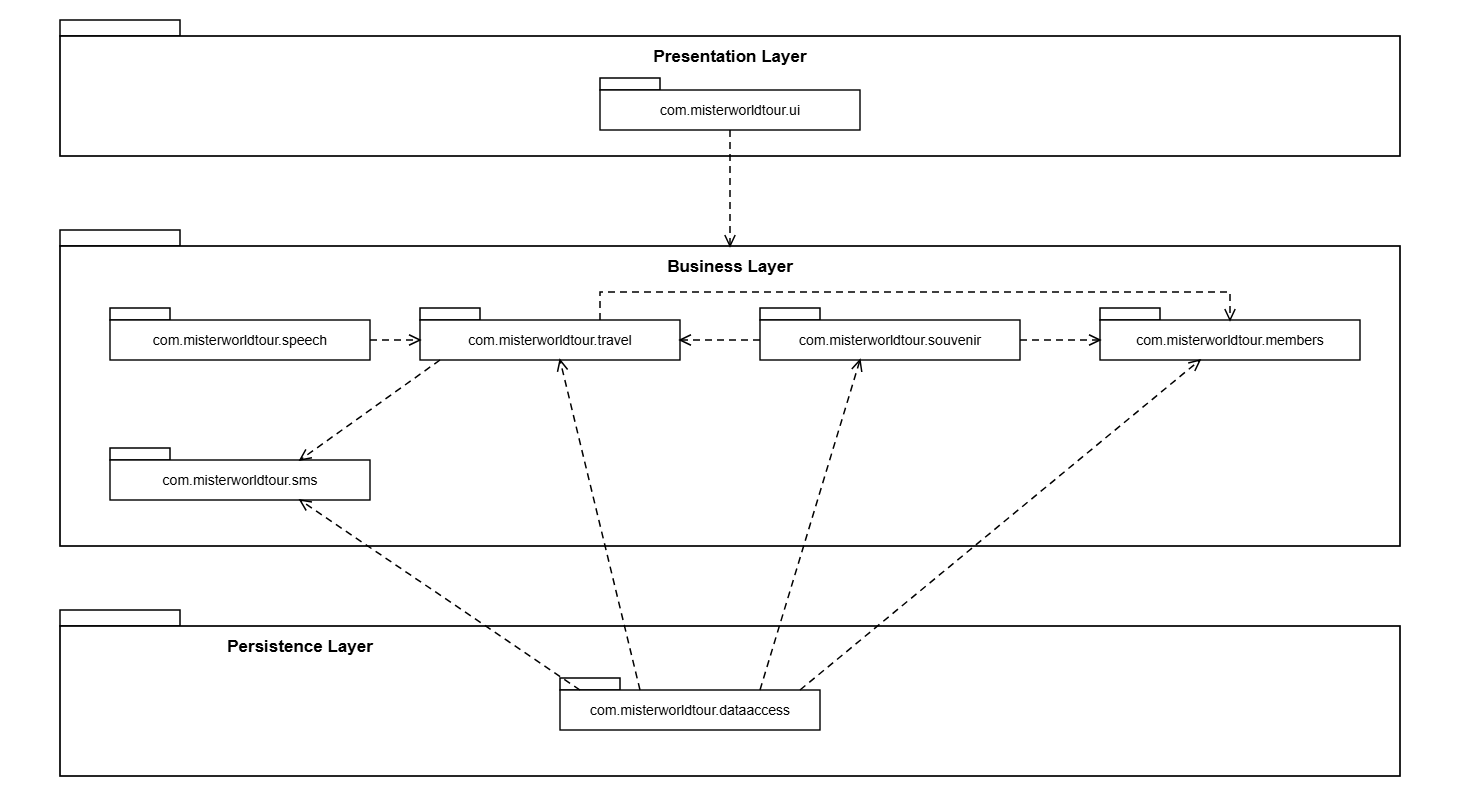 Presentation Layer
com.misterworldtour.ui
Business Layer
com.misterworldtour.speech
com.misterworldtour.travel
com.misterworldtour.souvenir
com.misterworldtour.members
com.misterworldtour.sms
Persistence Layer
com.misterworldtour.dataaccess